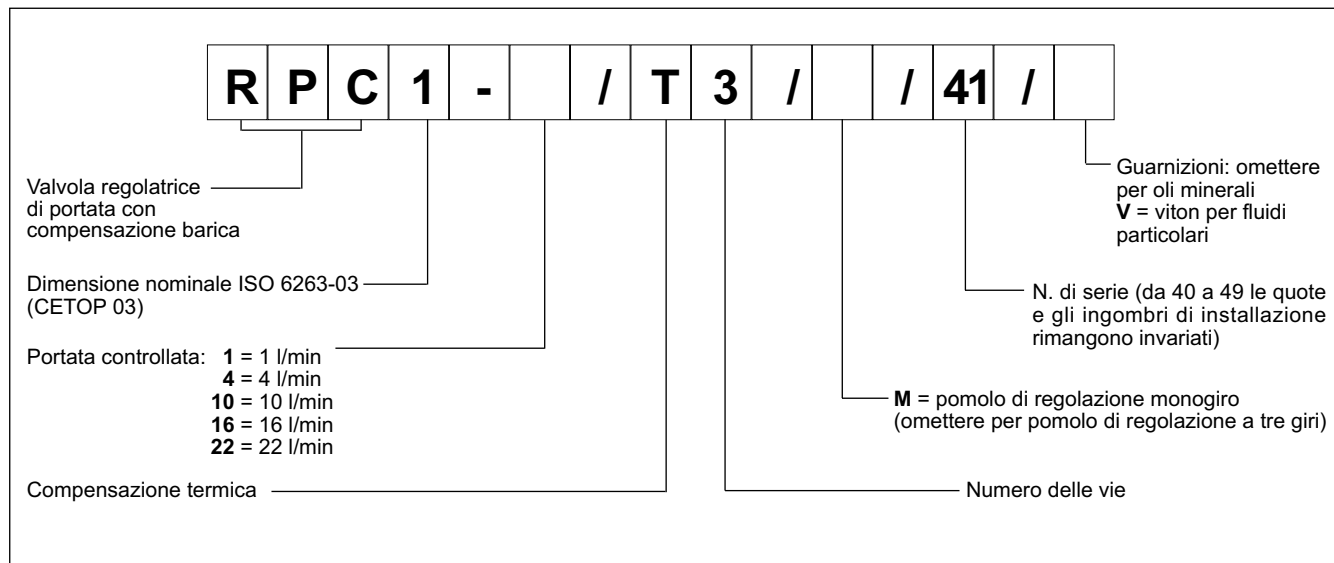 R P C 1 - / T 3 / / 41 /
Valvola regolatrice
di portata con
compensazione barica
Dimensione nominale ISO 6263-03
(CETOP 03)
Portata controllata: 1 = 1 l/min
4 = 4 l/min
10 = 10 l/min
16 = 16 l/min
22 = 22 l/min
Compensazione termica
Guarnizioni: omettere
per oli minerali
V = viton per fluidi
particolari
N. di serie (da 40 a 49 le quote
e gli ingombri di installazione
rimangono invariati)
M = pomolo di regolazione monogiro
(omettere per pomolo di regolazione a tre giri)
Numero delle vie